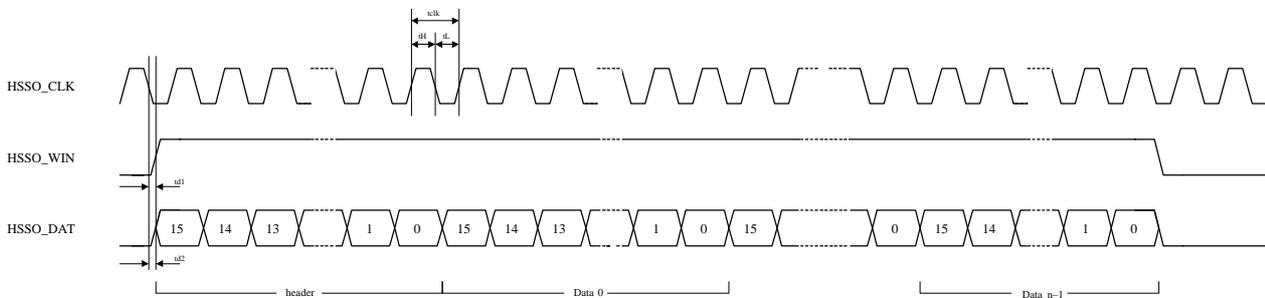 tclk
tH tL
HSSO_CLK
HSSO_WIN
td1
HSSO_DAT 15 14 13 1 0 15 14 13 1 0 15 0 15 14 1 0
td2
header Data 0 Data n–1